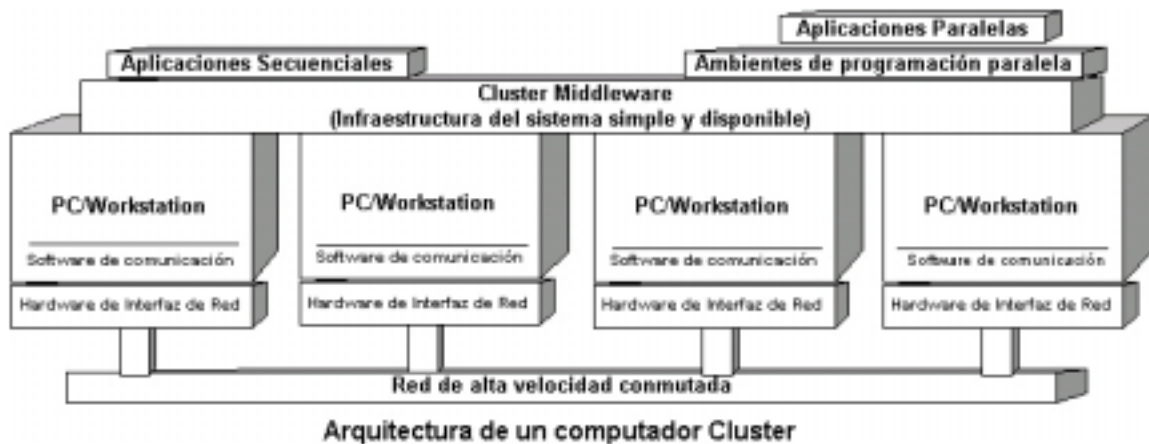 Aplicaciones Paralelas
Aplicaciones Secuenciales
Ambientes de programación paralela
Cluster Middleware
(Infraestructura del sistema simple y disponible)
PC/Workstation
PC/Workstation
PC/Workstation
PC/Workstation
Software de comunicación
Software de comunicación
Software de comunicación
Software de comunicación
Hardware de Interfaz de Red
Hardware de Interfaz de Red
Hardware de Interfaz de Red
Hardware de Interfaz de Red
Red de alta velocidad conmutada
Arquitectura de un computador Cluster